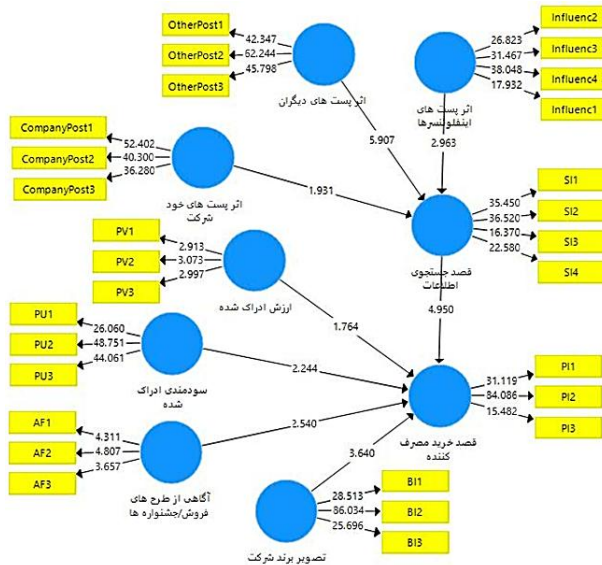 OtherPost1
OtherPost2
OtherPost3
42.347
62.244
45.798
اثر پست های دیگران
Influenc2
Influenc3
Influenc4
Influenc1
26.823
31.467
38.048
17.932
اثر پست های
اینفلوئنسرها
5.907
2.963
CompanyPost1
CompanyPost2
CompanyPost3
52.402
40.300
36.280
اثر پست های خود
شرکت
1.931
SI1
SI2
SI3
SI4
35.450
36.520
16.370
22.580
قصد جستجوی
اطلاعات
4.950
PV1
PV2
PV3
2.913
3.073
2.997
ارزش ادراک شده
1.764
PU1
PU2
PU3
26.060
48.751
44.061
سودمندی ادراک
شده
2.244
PI1
PI2
PI3
31.119
84.086
15.482
قصد خرید مصرف
کننده
AF1
AF2
AF3
4.311
4.807
3.657
آگاهی از طرح های
فروش/جشنواره ها
2.540
3.640
BI1
BI2
BI3
28.513
86.034
25.696
تصویر برند شرکت